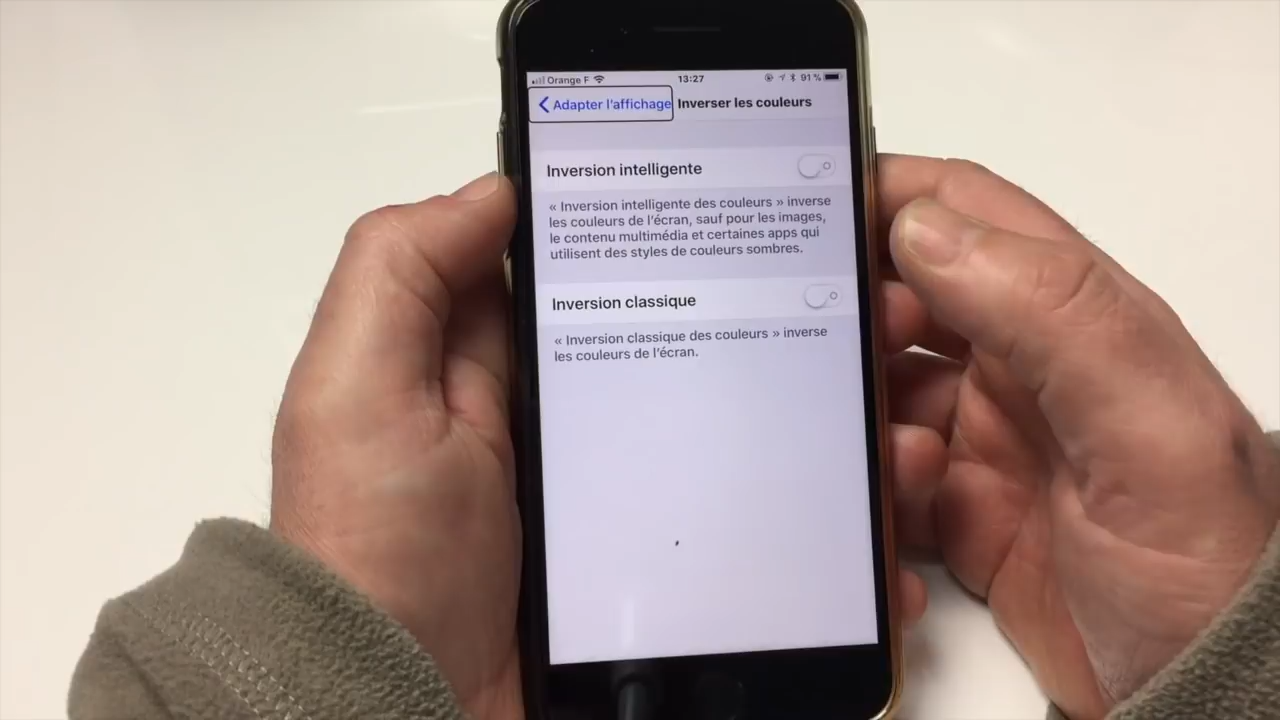 Orange F 13:27 91 %
Adapter l'affichage Inverser les couleurs
Inversion intelligente
« Inversion intelligente des couleurs » inverse
les couleurs de l'écran, sauf pour les images,
le contenu multimédia et certaines apps qui
utilisent des styles de couleurs sombres.
Inversion classique
« Inversion classique des couleurs » inverse
les couleurs de l'écran.